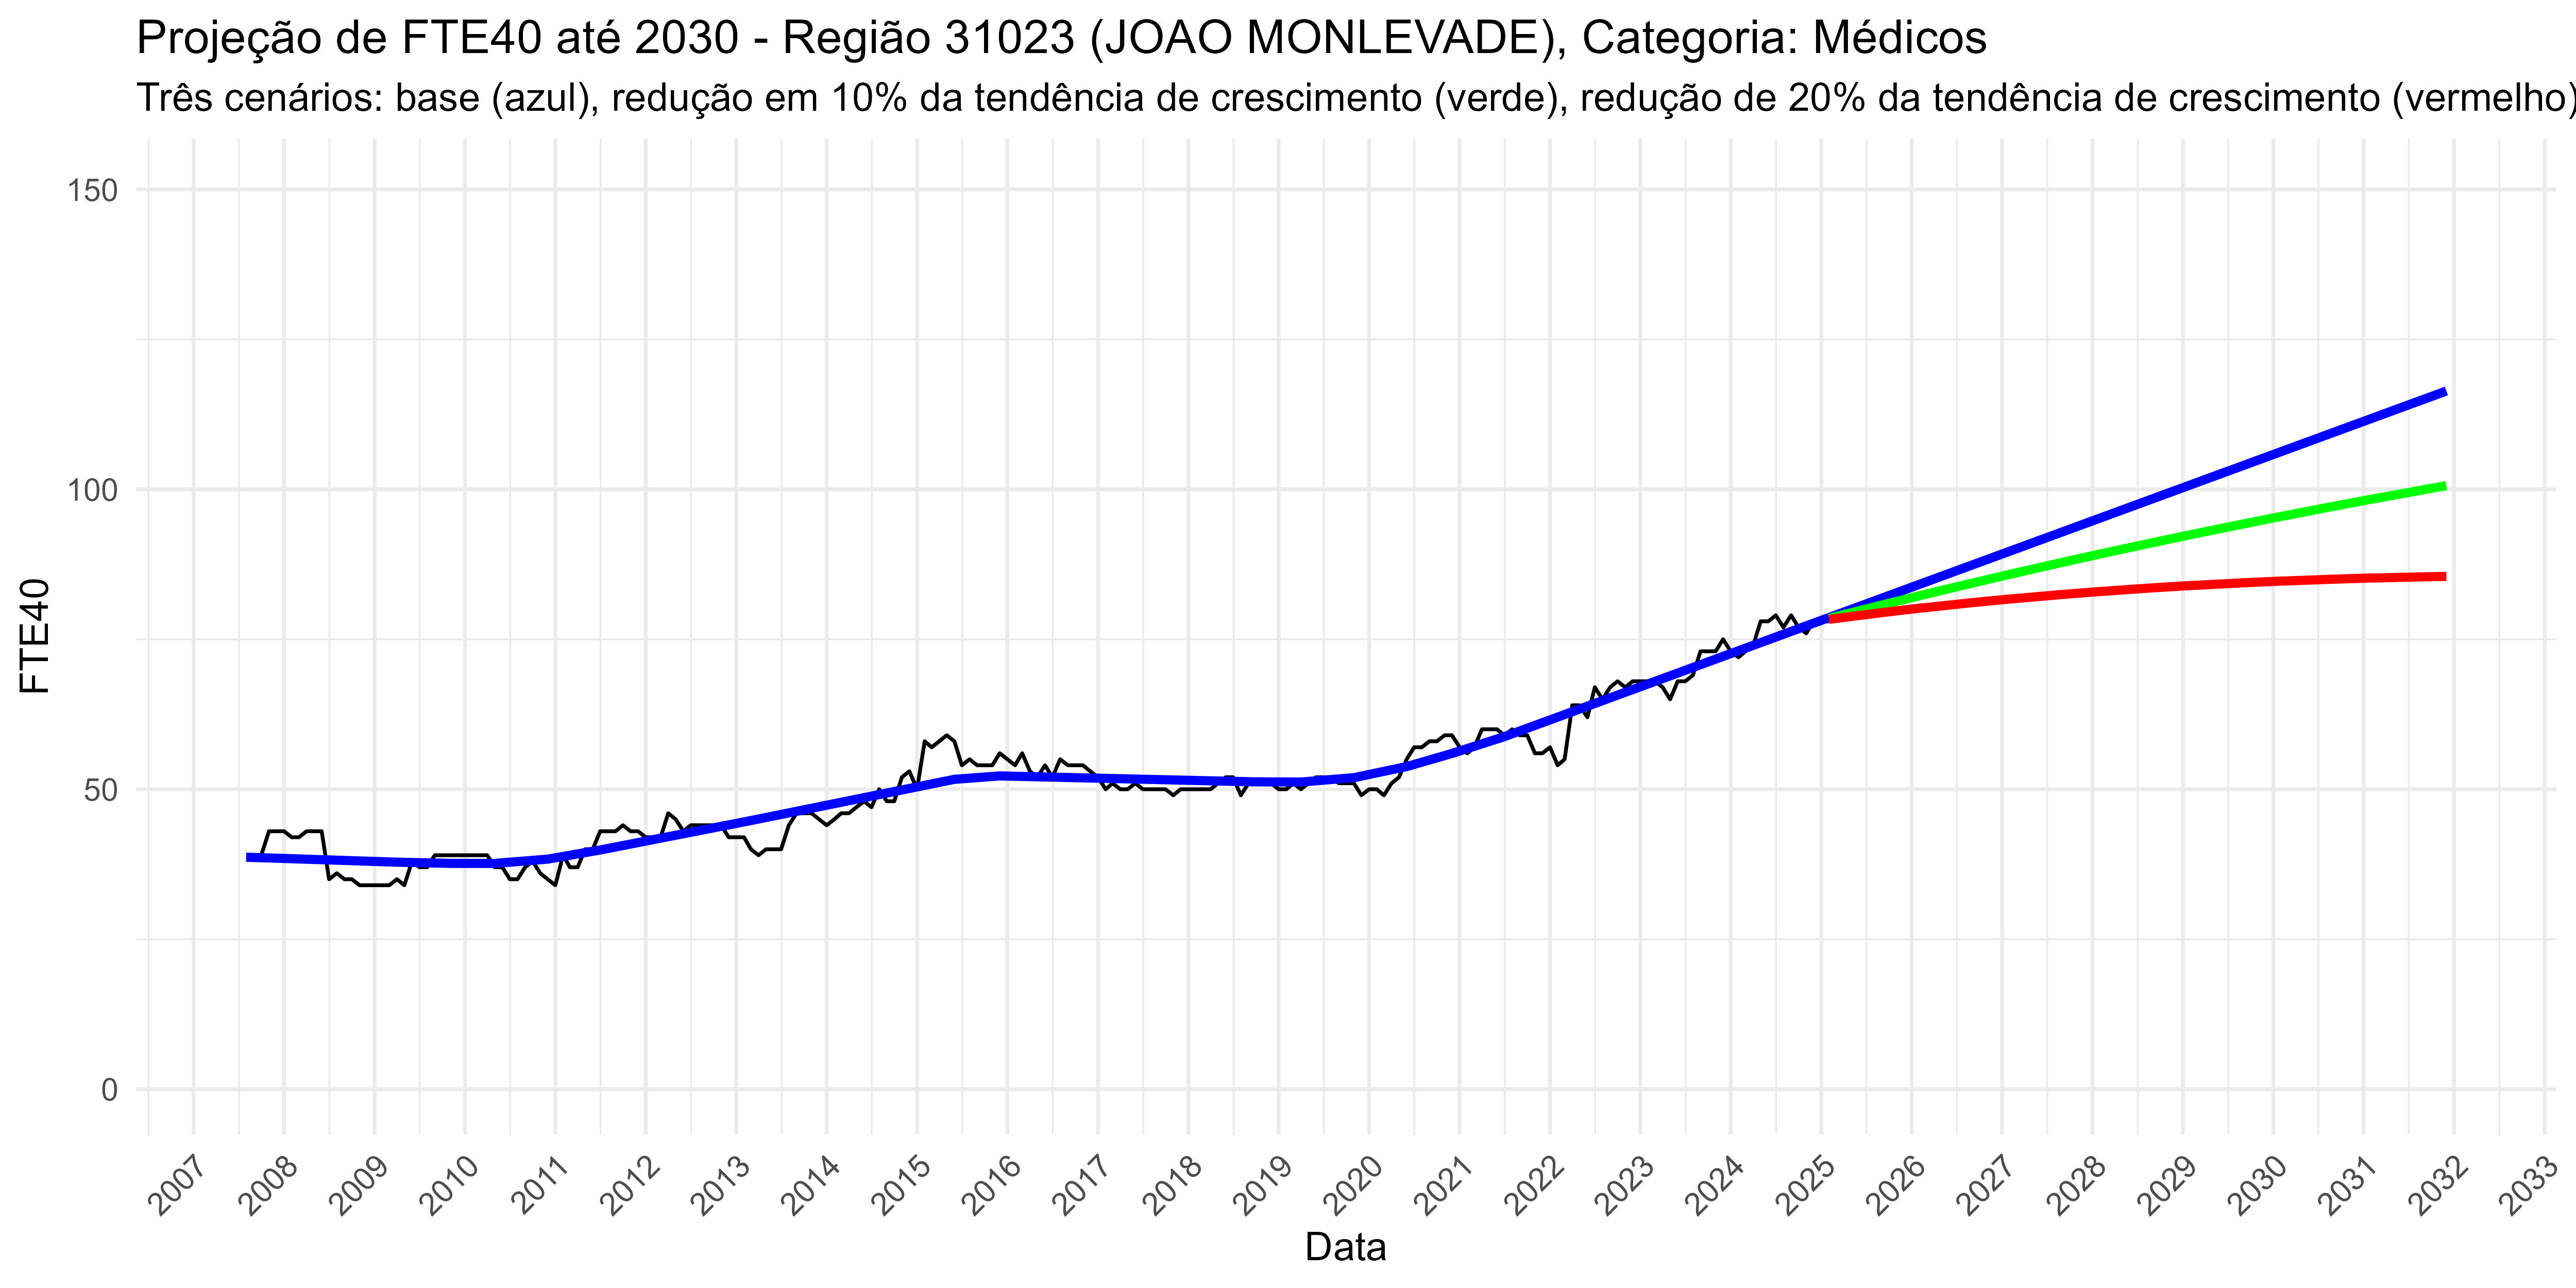 Projeção de FTE40 até 2030 - Região 31023 (JOAO MONLEVADE), Categoria: Médicos
Três cenários: base (azul), redução em 10% da tendência de crescimento (verde), redução de 20% da tendência de crescimento (vermelho)
150
100
50
0
FTE40
2007 2008 2009 2010 2011 2012 2013 2014 2015 2016 2017 2018 2019 2020 2021 2022 2023 2024 2025 2026 2027 2028 2029 2030 2031 2032 2033
Data